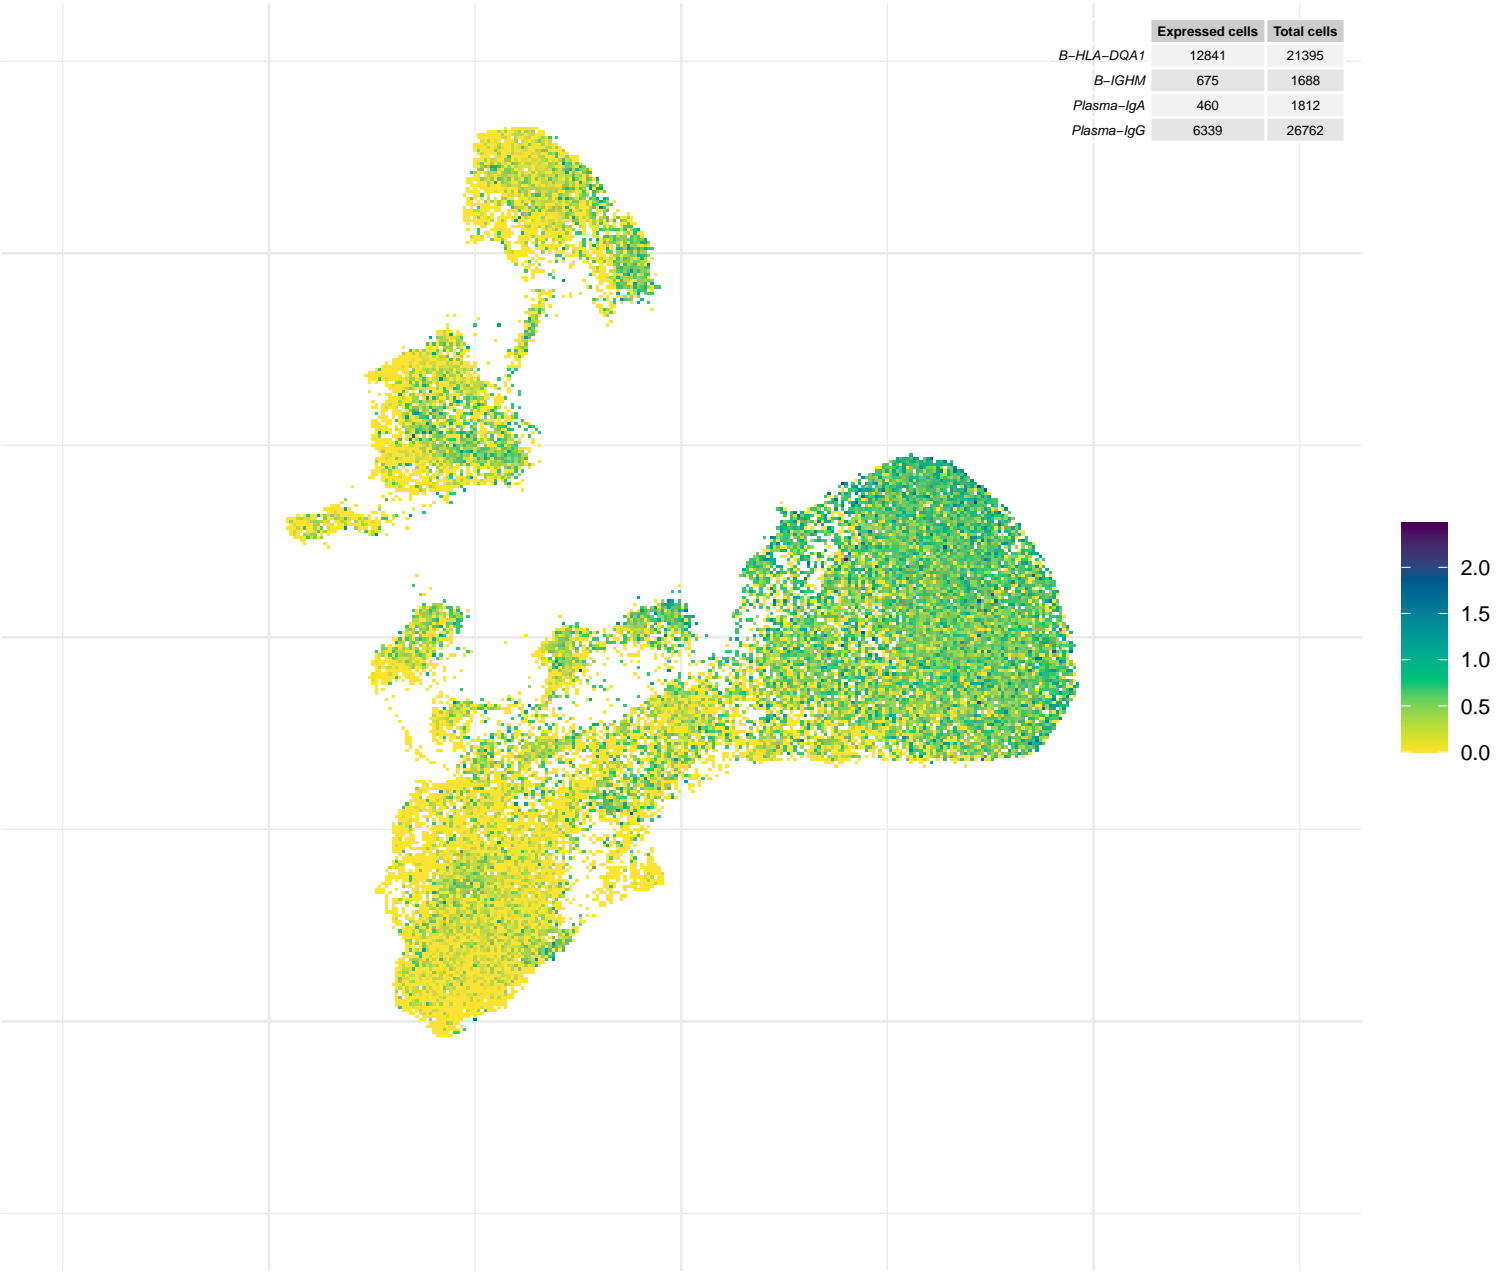 Expressed cells Total cells
B−HLA−DQA1 12841 21395
B−IGHM 675 1688
Plasma−IgA 460 1812
Plasma−IgG 6339 26762
2.0
1.5
1.0
0.5
0.0